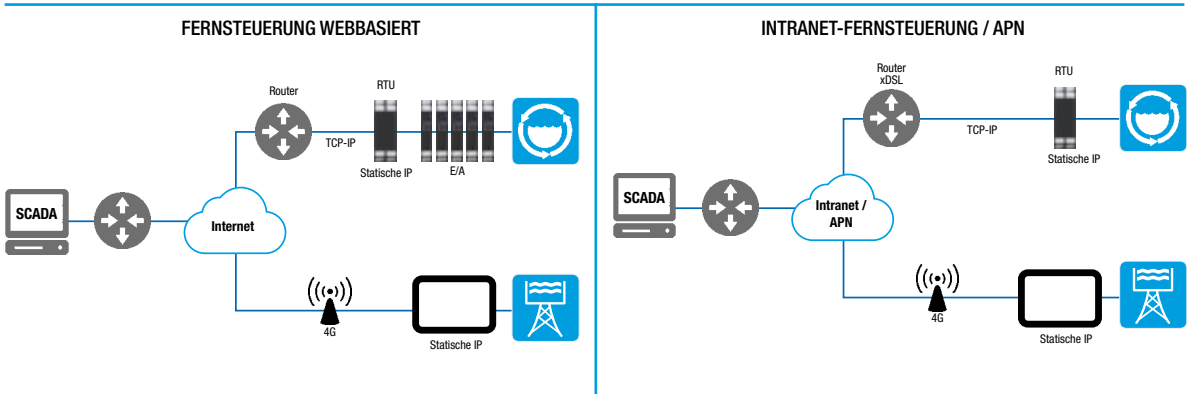 FERNSTEUERUNG WEBBASIERT
Router
RTU
TCP-IP
Statische IP
E/A
SCADA
Internet
4G
Statische IP
INTRANET-FERNSTEUERUNG / APN
Router
xDSL
RTU
TCP-IP
Statische IP
SCADA
Intranet /
APN
4G
Statische IP